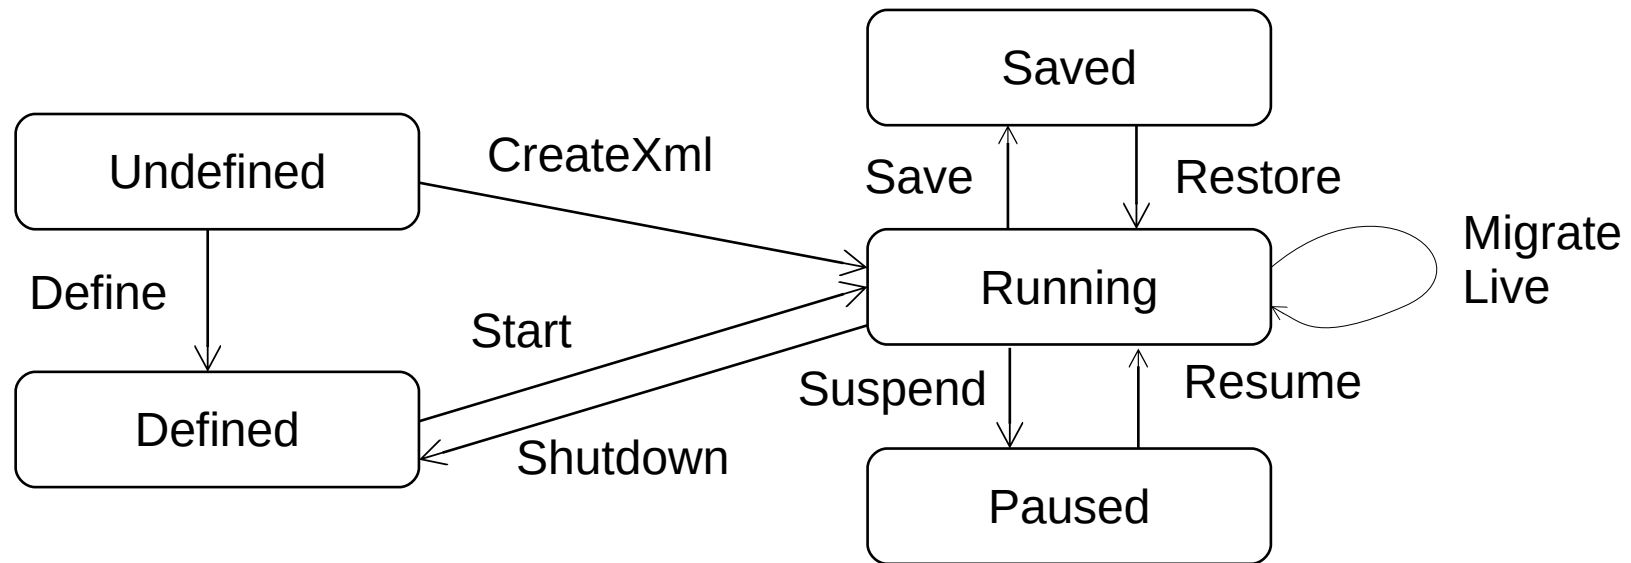 Saved
Undefined
CreateXml
Save
Restore
Migrate
Live
Running
Define
Start
Suspend
Resume
Defined
Shutdown
Paused